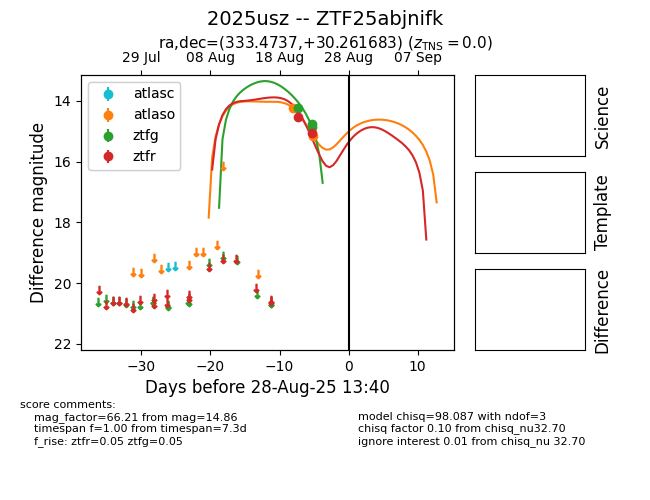 2025usz -- ZTF25abjnifk
ra,dec=(333.4737,+30.261683) (zTNS = 0.0)
29 Jul 08 Aug 18 Aug 28 Aug 07 Sep
atlasc
atlaso
ztfg
ztfr
14
16
18
20
22
Difference magnitude
−30 −20 −10 0 10
Days before 28-Aug-25 13:40
Science
Template
Difference
score comments:
mag_factor=66.21 from mag=14.86
timespan f=1.00 from timespan=7.3d
f_rise: ztfr=0.05 ztfg=0.05
model chisq=98.087 with ndof=3
chisq factor 0.10 from chisq_nu32.70
ignore interest 0.01 from chisq_nu 32.70